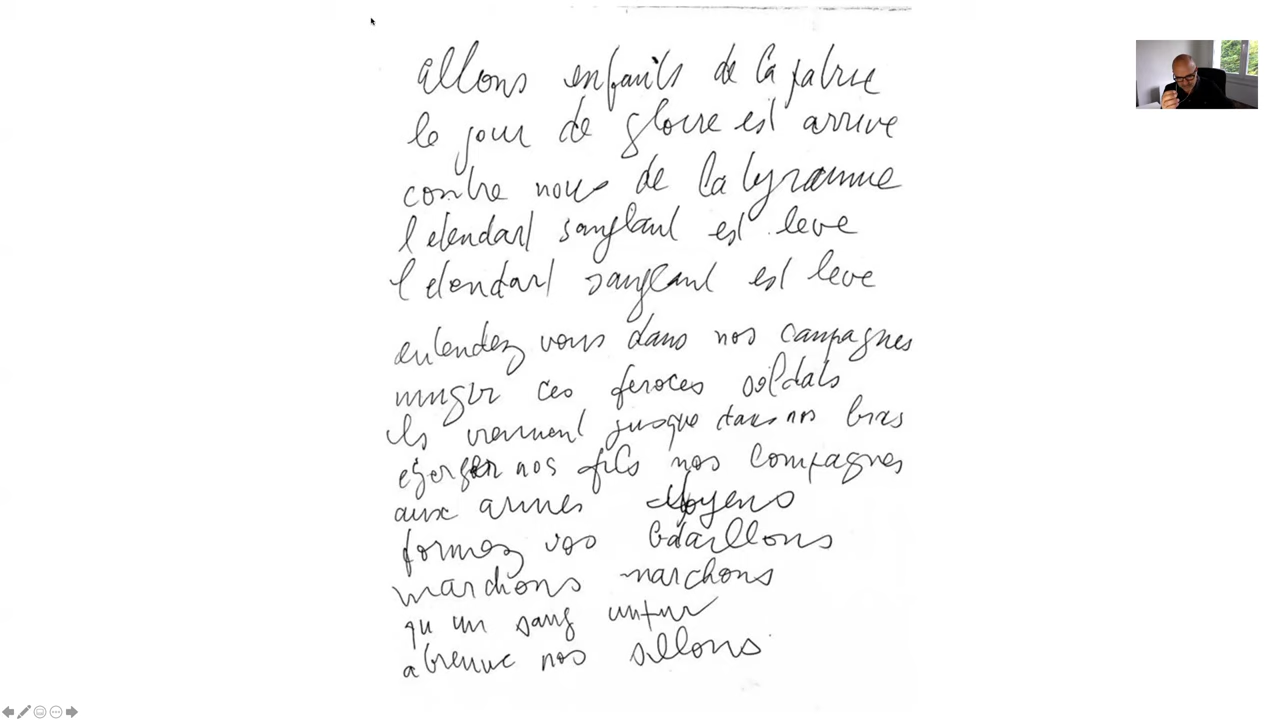 allons enfants de la patrie
le jour de gloire est arrive
contre nous de la tyrannie
l etendart sanglant est leve
l etendart sanglant est leve
entendez vous dans nos campagnes
mugir ces feroces soldats
ils viennent jusque dans nos bras
egorger nos fils nos compagnes
aux armes citoyens
formez vos bataillons
marchons marchons
qu un sang impur
abreuve nos sillons